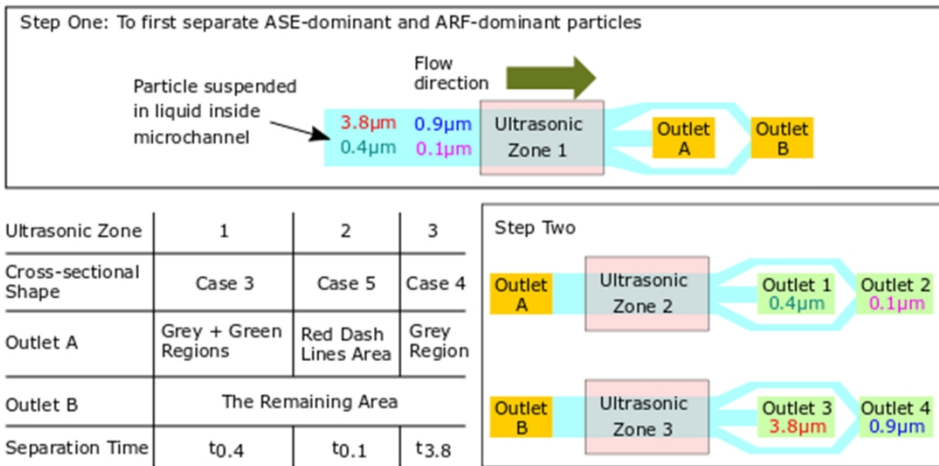 Step One: To first separate ASE-dominant and ARF-dominant particles
Flow
direction
Particle suspended
in liquid inside
microchannel
3.8µm 0.9µm
0.4µm 0.1µm
Ultrasonic
Zone 1
Outlet
A
Outlet
B
Ultrasonic Zone 1 2 3
Cross-sectional
Shape
Case 3 Case 5 Case 4
Outlet A
Grey + Green
Regions
Red Dash
Lines Area
Grey
Region
Outlet B The Remaining Area
Separation Time t0.4 t0.1 t3.8
Step Two
Outlet
A
Ultrasonic
Zone 2
Outlet 1
0.4µm
Outlet 2
0.1µm
Outlet
B
Ultrasonic
Zone 3
Outlet 3
3.8µm
Outlet 4
0.9µm